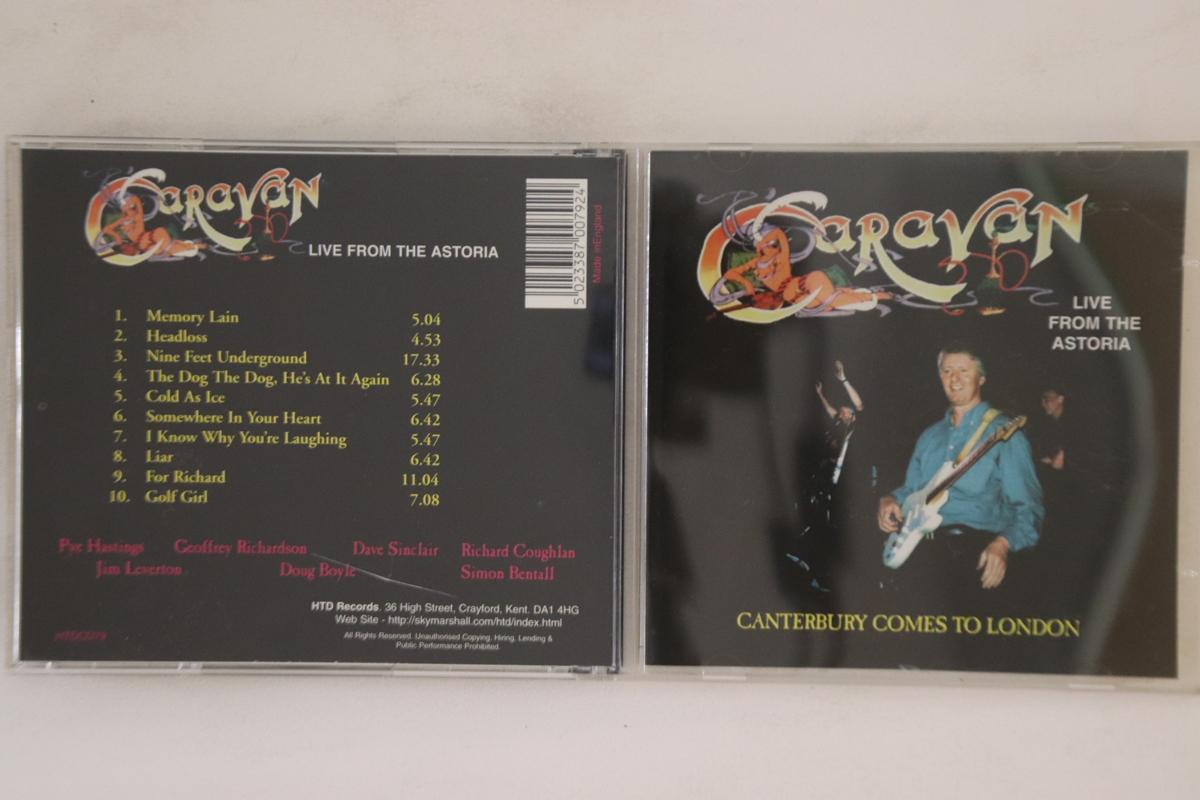 Caravan
LIVE FROM THE ASTORIA
5 023387 007924
Made inEngland
1. Memory Lain 5.04
2. Headloss 4.53
3. Nine Feet Underground 17.33
4. The Dog The Dog, He's At It Again 6.28
5. Cold As Ice 5.47
6. Somewhere In Your Heart 6.42
7. I Know Why You're Laughing 5.47
8. Liar 6.42
9. For Richard 11.04
10. Golf Girl 7.08
Pye Hastings Geoffrey Richardson Dave Sinclair Richard Coughlan
Jim Leverton Doug Boyle Simon Bentall
HTD Records. 36 High Street, Crayford, Kent. DA1 4HG
Web Site - http://skymarshall.com/htd/index.html
All Rights Reserved. Unauthorised Copying, Hiring, Lending &
Public Performance Prohibited.
HTDCD79
Caravan
LIVE
FROM THE
ASTORIA
CANTERBURY COMES TO LONDON